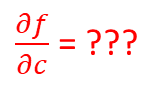 ∂f/∂c = ???